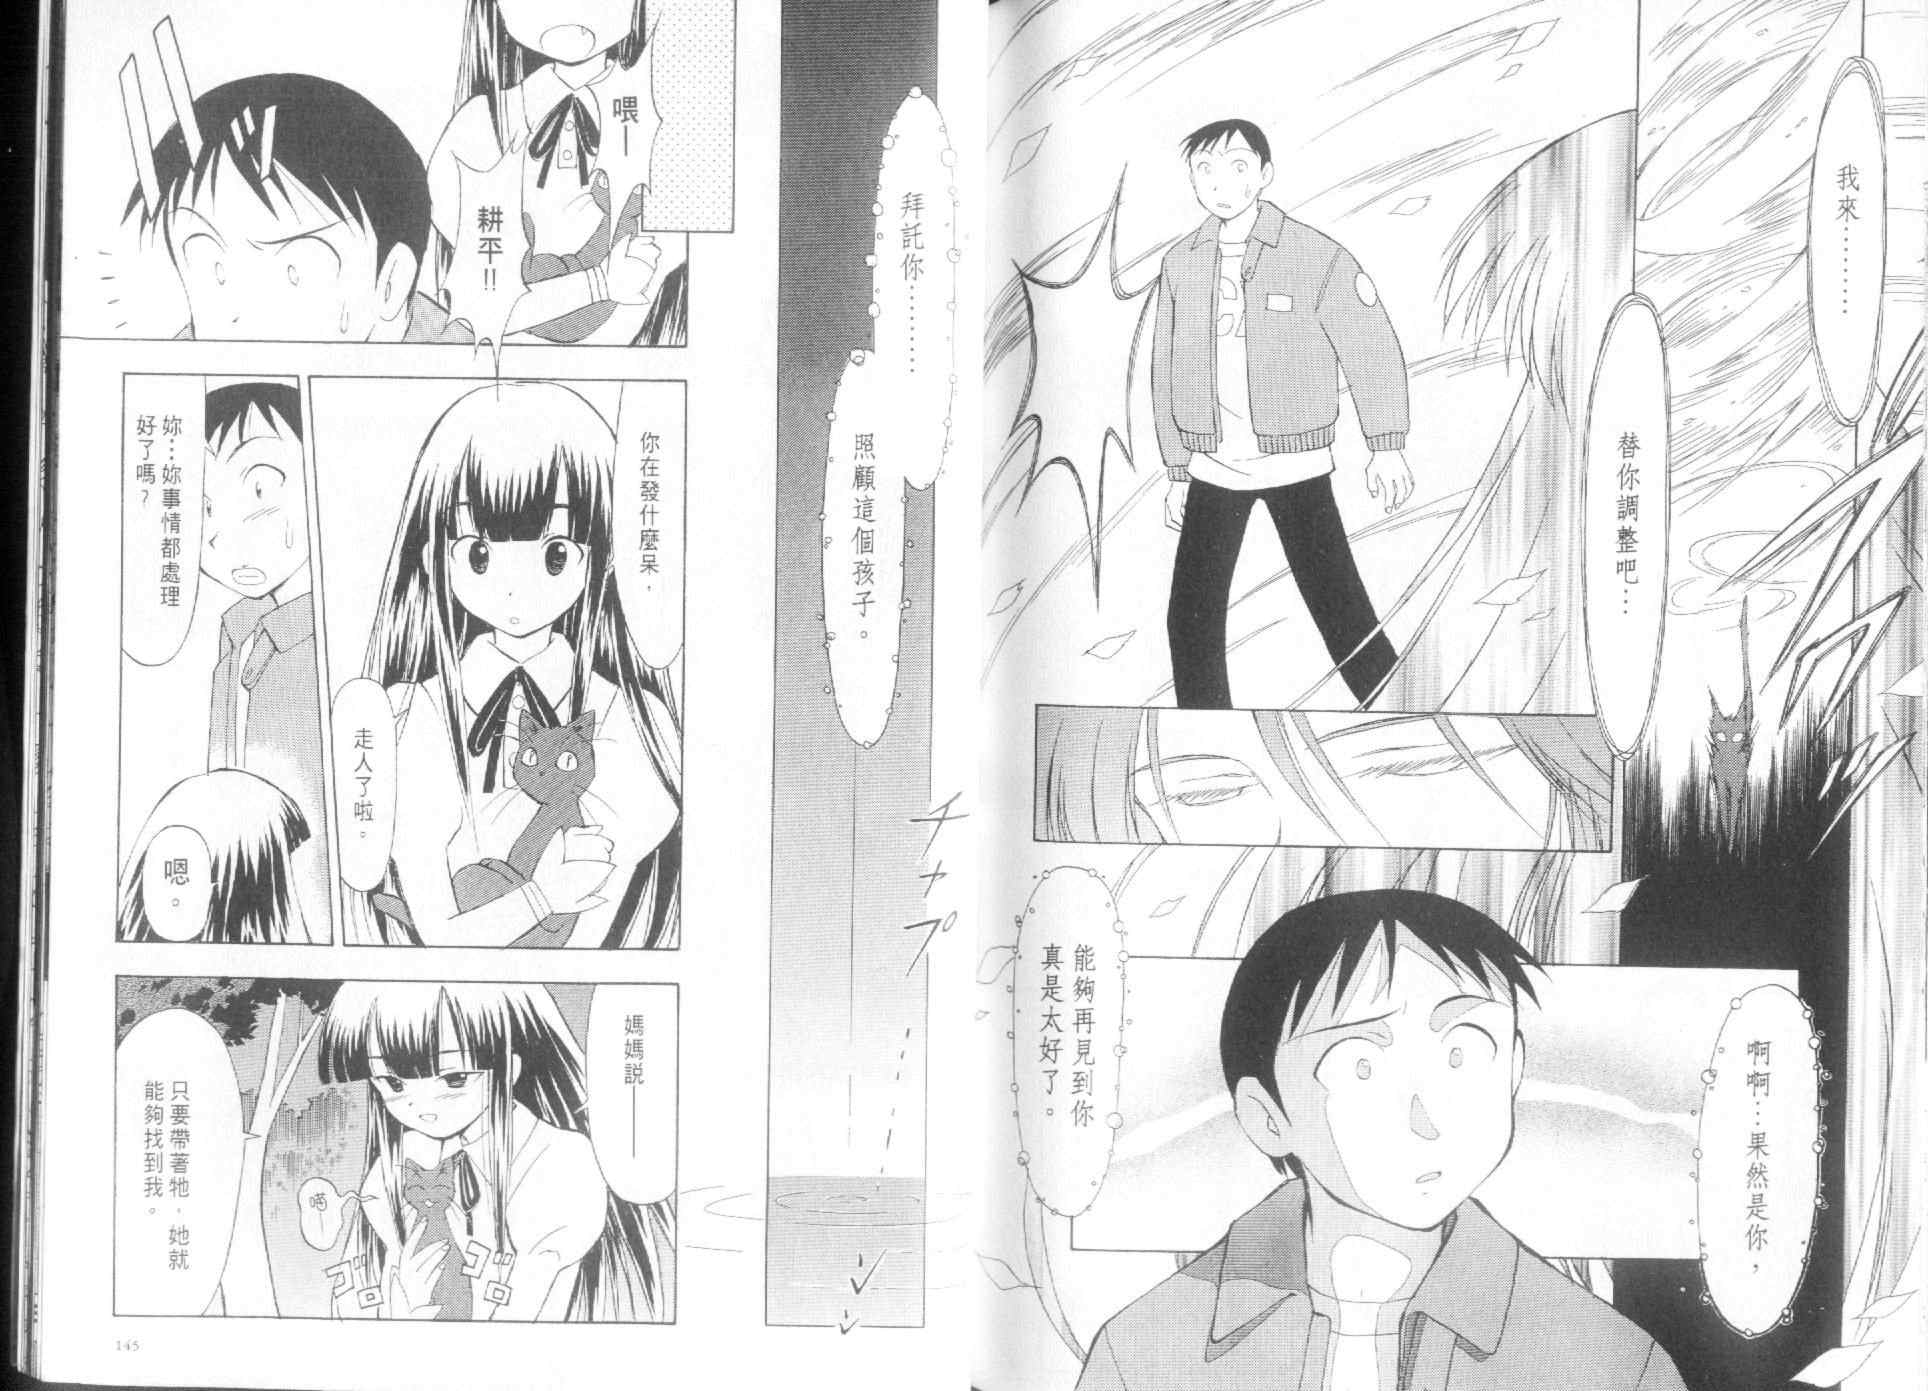 我來………
替你調整吧…
啊啊…果然是你，
能夠再見到你
真是太好了。
拜託你………
照顧這個孩子。
チャプ
喂—
耕平!!
你在發什麼呆，
走人了啦。
妳…妳事情都處理
好了嗎？
嗯。
媽媽說——
只要帶著牠，她就
能夠找到我。
喵—
ゴロ
ゴロ
145